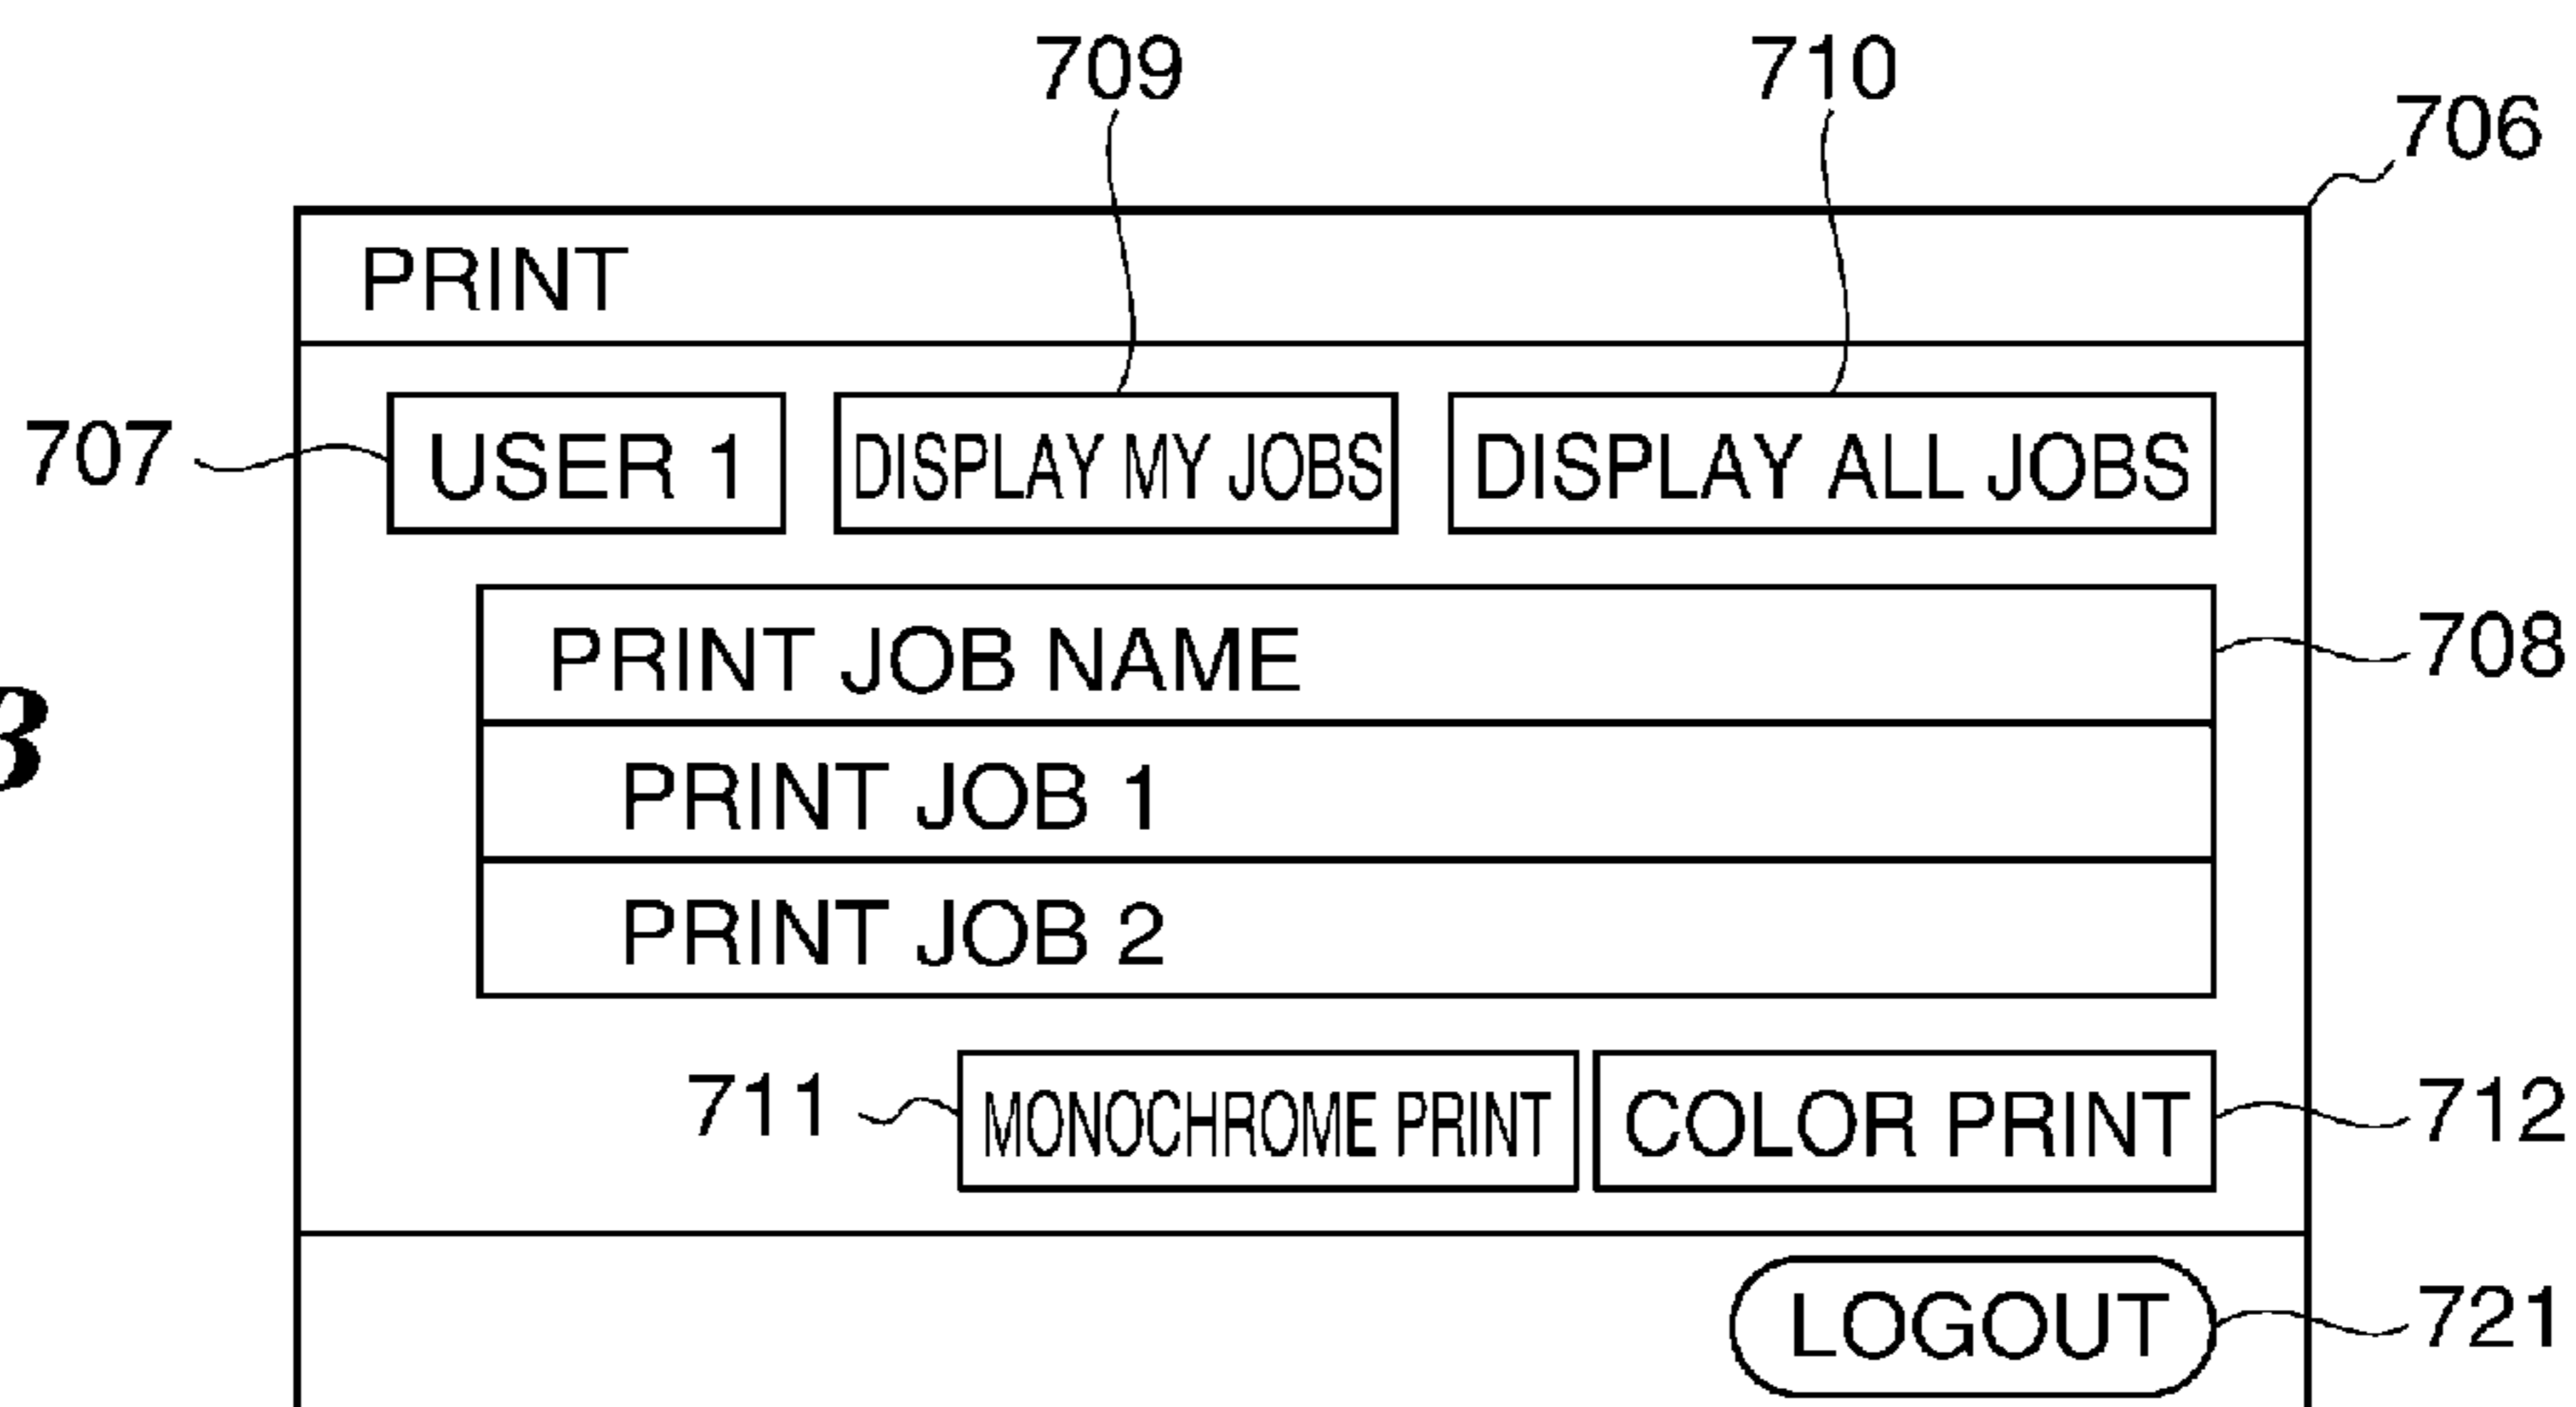 709 710
706
PRINT
707 USER 1 DISPLAY MY JOBS DISPLAY ALL JOBS
PRINT JOB NAME 708
PRINT JOB 1
PRINT JOB 2
711 MONOCHROME PRINT COLOR PRINT 712
LOGOUT 721